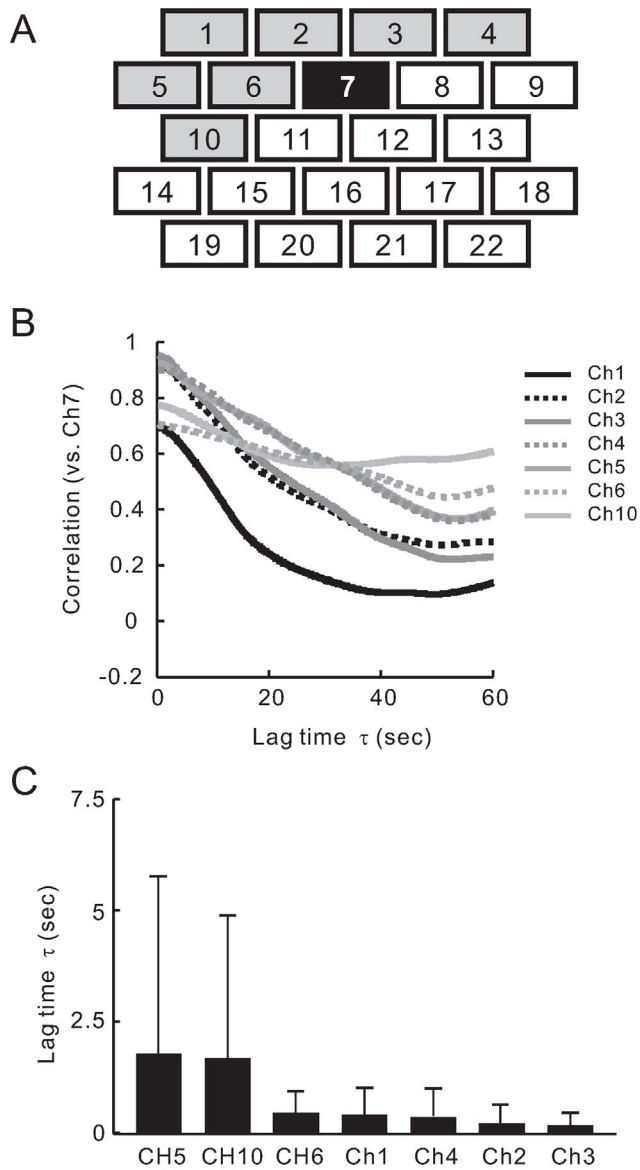 A
1 2 3 4
5 6 7 8 9
10 11 12 13
14 15 16 17 18
19 20 21 22
B
Correlation (vs. Ch7)
1
0.8
0.6
0.4
0.2
0
-0.2
0 20 40 60
Lag time τ (sec)
Ch1
Ch2
Ch3
Ch4
Ch5
Ch6
Ch10
C
Lag time τ (sec)
7.5
5
2.5
0
CH5 CH10 CH6 Ch1 Ch4 Ch2 Ch3